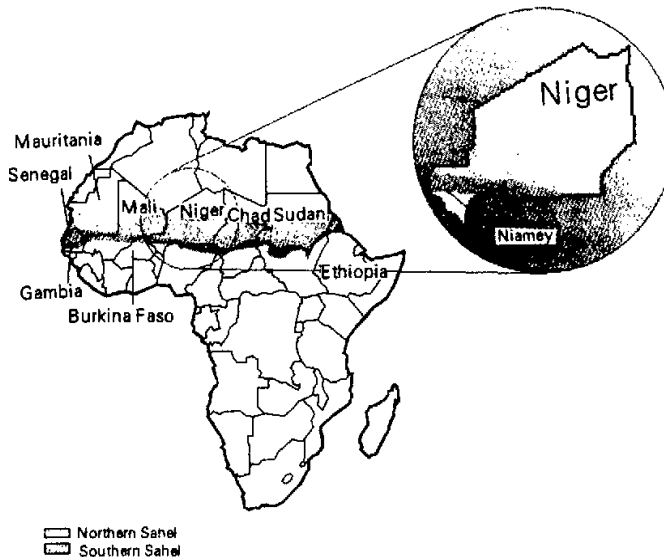 Niger
Mauritania
Senegal
Mali
Niger
Chad
Sudan
Niamey
Ethiopia
Gambia
Burkina Faso
Northern Sahel
Southern Sahel